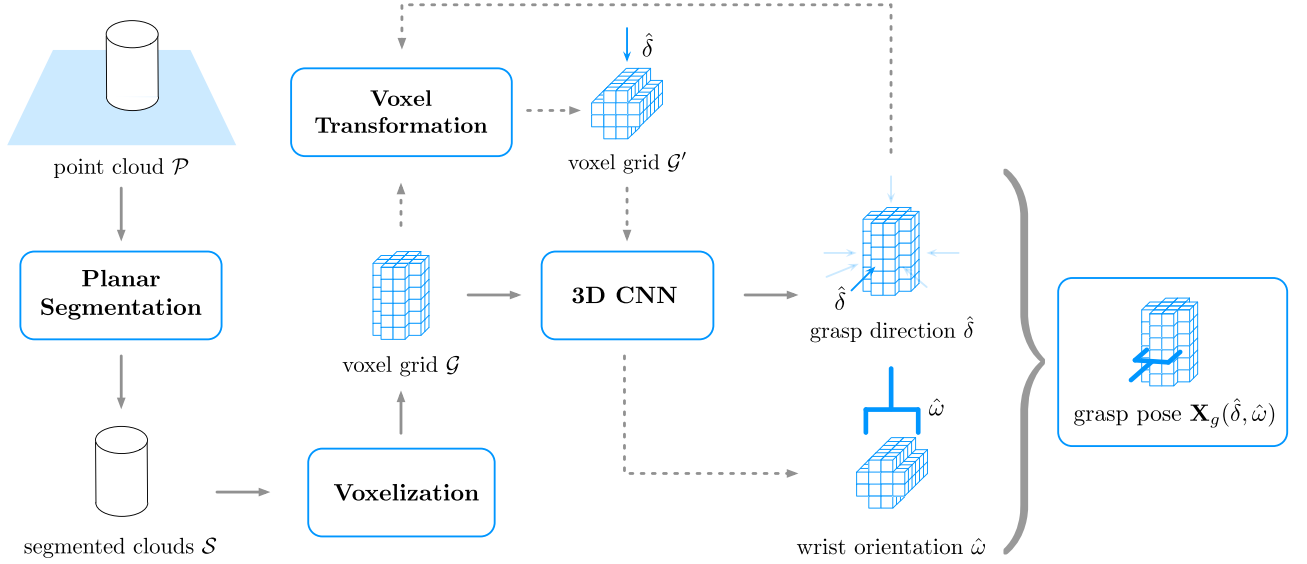 point cloud 𝒫
Planar
Segmentation
segmented clouds 𝒮
Voxelization
voxel grid 𝒢
Voxel
Transformation
δ̂
voxel grid 𝒢′
3D CNN
δ̂
grasp direction δ̂
ω̂
wrist orientation ω̂
grasp pose 𝐗g(δ̂, ω̂)